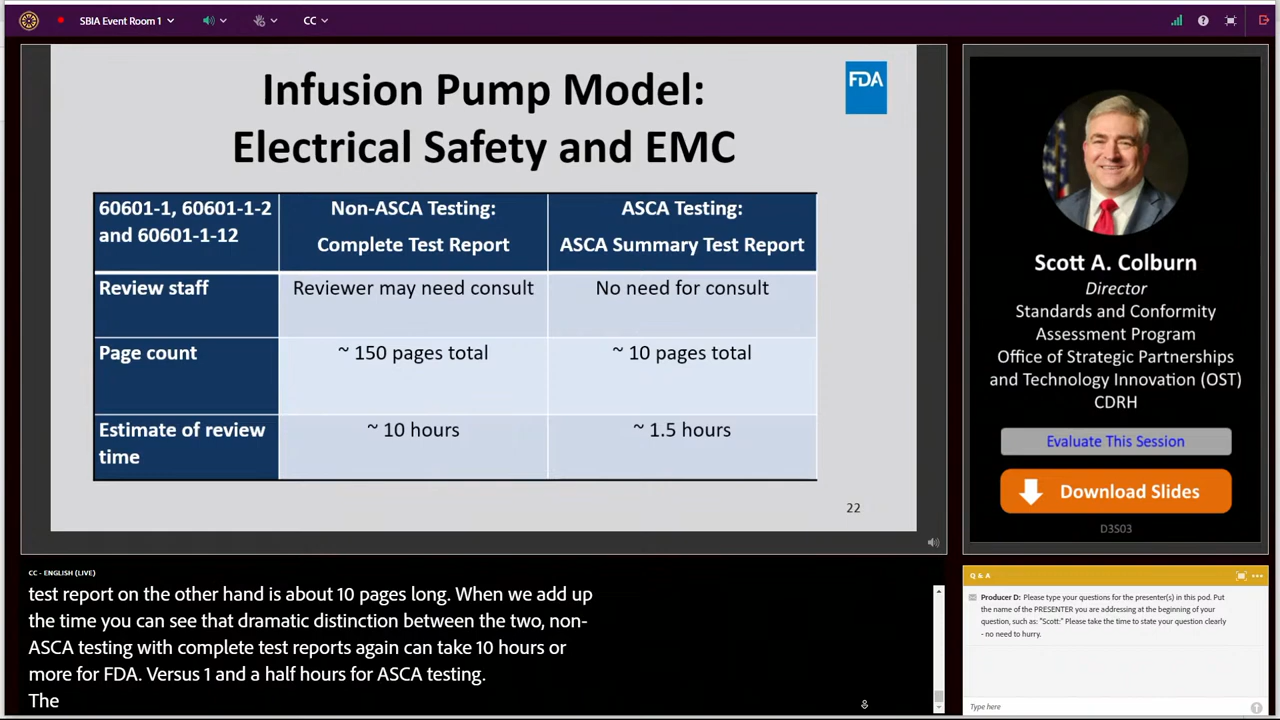 SBIA Event Room 1
CC
Infusion Pump Model:
Electrical Safety and EMC
FDA
60601-1, 60601-1-2
and 60601-1-12
Non-ASCA Testing:
Complete Test Report
ASCA Testing:
ASCA Summary Test Report
Review staff
Reviewer may need consult
No need for consult
Page count
~ 150 pages total
~ 10 pages total
Estimate of review
time
~ 10 hours
~ 1.5 hours
22
Scott A. Colburn
Director
Standards and Conformity
Assessment Program
Office of Strategic Partnerships
and Technology Innovation (OST)
CDRH
Evaluate This Session
Download Slides
D3S03
CC - ENGLISH (LIVE)
test report on the other hand is about 10 pages long. When we add up
the time you can see that dramatic distinction between the two, non-
ASCA testing with complete test reports again can take 10 hours or
more for FDA. Versus 1 and a half hours for ASCA testing.
The
Q & A
Producer D: Please type your questions for the presenter(s) in this pod. Put
the name of the PRESENTER you are addressing at the beginning of your
question, such as: "Scott:" Please take the time to state your question clearly
- no need to hurry.
Type here